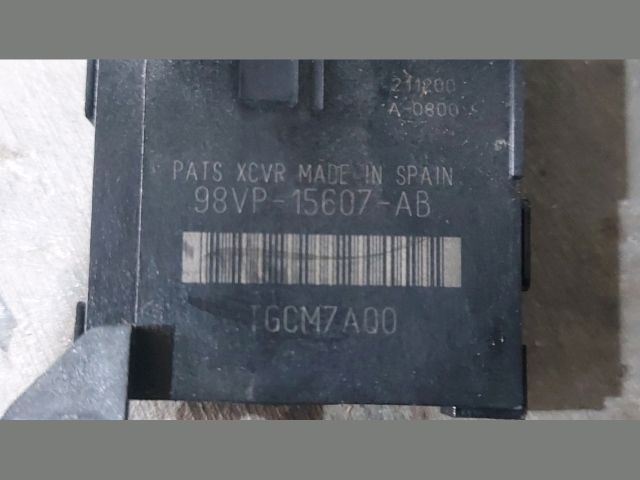 211200
A-0800
PATS XCVR MADE IN SPAIN
98VP-15607-AB
TGCM7AQ0